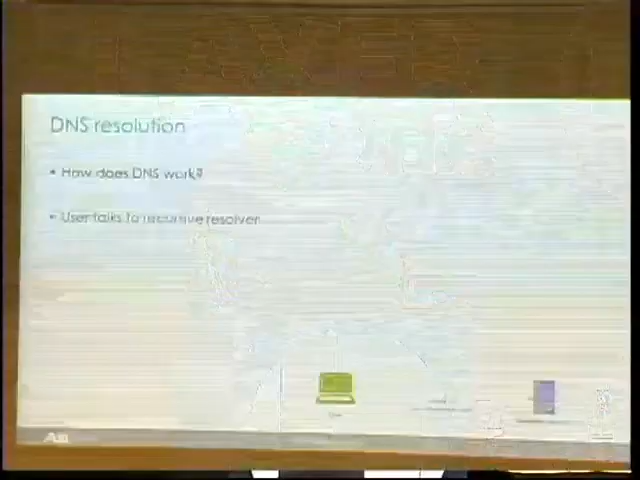 DNS resolution
• How does DNS work?
• User talks to recursive resolver